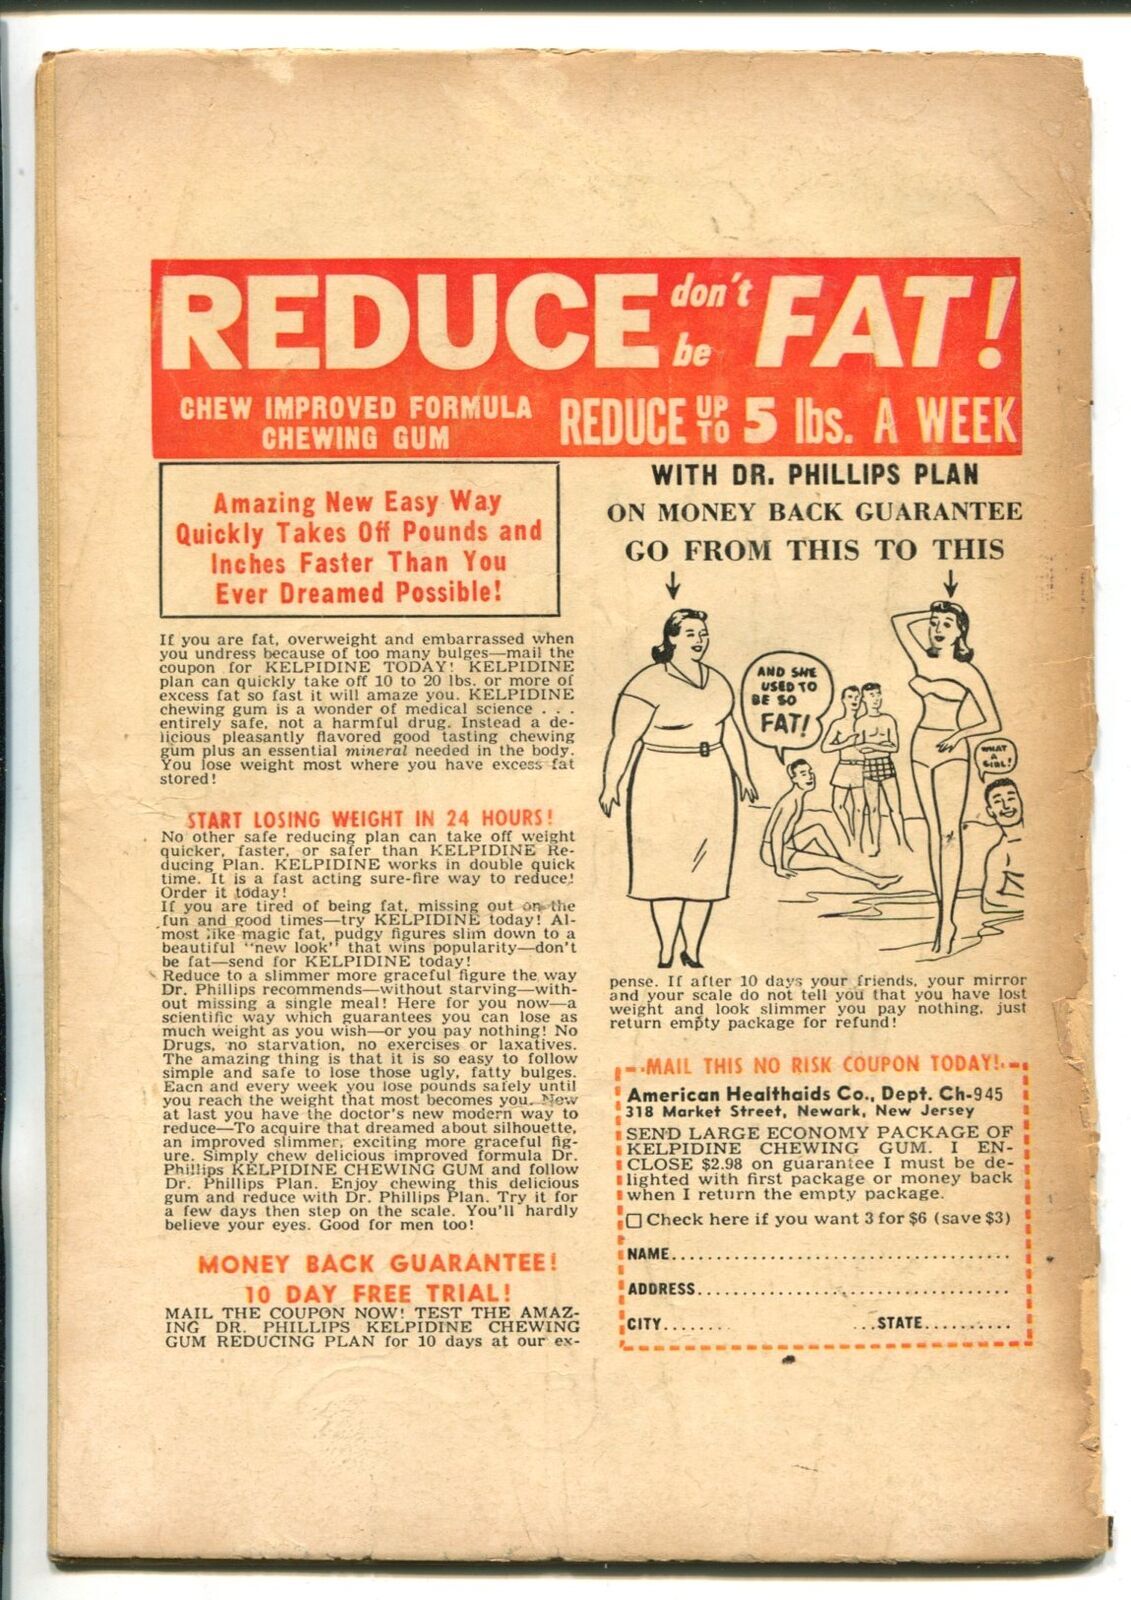 REDUCE don't be FAT!
CHEW IMPROVED FORMULA
CHEWING GUM
REDUCE UP TO 5 lbs. A WEEK
Amazing New Easy Way
Quickly Takes Off Pounds and
Inches Faster Than You
Ever Dreamed Possible!
If you are fat, overweight and embarrassed when
you undress because of too many bulges—mail the
coupon for KELPIDINE TODAY! KELPIDINE
plan can quickly take off 10 to 20 lbs. or more of
excess fat so fast it will amaze you. KELPIDINE
chewing gum is a wonder of medical science . . .
entirely safe, not a harmful drug. Instead a de-
licious pleasantly flavored good tasting chewing
gum plus an essential mineral needed in the body.
You lose weight most where you have excess fat
stored!
START LOSING WEIGHT IN 24 HOURS!
No other safe reducing plan can take off weight
quicker, faster, or safer than KELPIDINE Re-
ducing Plan. KELPIDINE works in double quick
time. It is a fast acting sure-fire way to reduce!
Order it today!
If you are tired of being fat, missing out on the
fun and good times—try KELPIDINE today! Al-
most like magic fat, pudgy figures slim down to a
beautiful "new look" that wins popularity—don't
be fat—send for KELPIDINE today!
Reduce to a slimmer more graceful figure the way
Dr. Phillips recommends—without starving—with-
out missing a single meal! Here for you now—a
scientific way which guarantees you can lose as
much weight as you wish—or you pay nothing! No
Drugs, no starvation, no exercises or laxatives.
The amazing thing is that it is so easy to follow
simple and safe to lose those ugly, fatty bulges.
Each and every week you lose pounds safely until
you reach the weight that most becomes you. Now
at last you have the doctor's new modern way to
reduce—To acquire that dreamed about silhouette,
an improved slimmer, exciting more graceful fig-
ure. Simply chew delicious improved formula Dr.
Phillips KELPIDINE CHEWING GUM and follow
Dr. Phillips Plan. Enjoy chewing this delicious
gum and reduce with Dr. Phillips Plan. Try it for
a few days then step on the scale. You'll hardly
believe your eyes. Good for men too!
MONEY BACK GUARANTEE!
10 DAY FREE TRIAL!
MAIL THE COUPON NOW! TEST THE AMAZ-
ING DR. PHILLIPS KELPIDINE CHEWING
GUM REDUCING PLAN for 10 days at our ex-
WITH DR. PHILLIPS PLAN
ON MONEY BACK GUARANTEE
GO FROM THIS TO THIS
AND SHE
USED TO
BE SO
FAT!
WHAT
A
GIRL!
pense. If after 10 days your friends, your mirror
and your scale do not tell you that you have lost
weight and look slimmer you pay nothing, just
return empty package for refund!
MAIL THIS NO RISK COUPON TODAY!
American Healthaids Co., Dept. Ch-945
318 Market Street, Newark, New Jersey
SEND LARGE ECONOMY PACKAGE OF
KELPIDINE CHEWING GUM. I EN-
CLOSE $2.98 on guarantee I must be de-
lighted with first package or money back
when I return the empty package.
□ Check here if you want 3 for $6 (save $3)
NAME
ADDRESS
CITY........ ...STATE..........